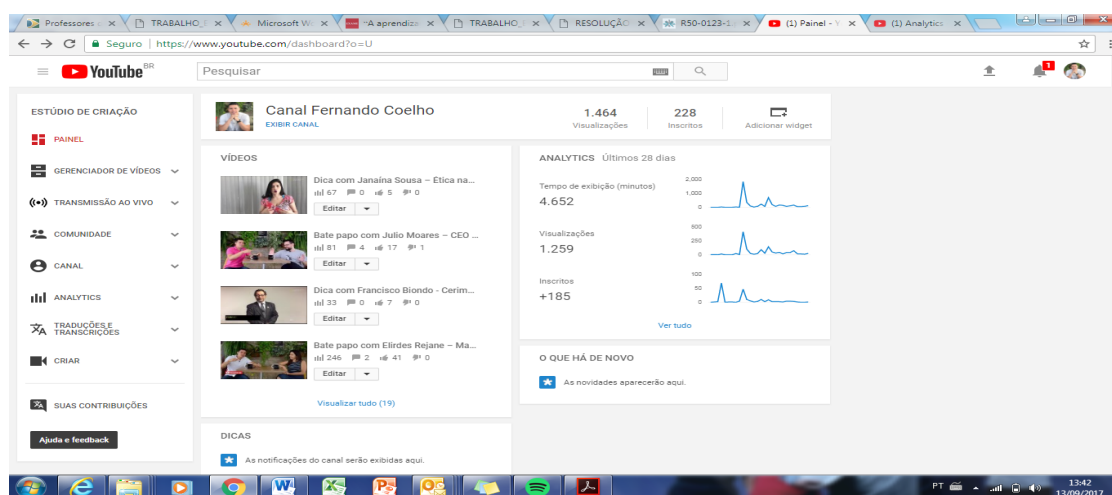 Professores
TRABALHO_
Microsoft W
"A aprendiz
TRABALHO_
RESOLUÇÃO
R50-0123-1
(1) Painel - Y
(1) Analytics
Seguro | https://www.youtube.com/dashboard?o=U
YouTube BR
Pesquisar
1
ESTÚDIO DE CRIAÇÃO
PAINEL
GERENCIADOR DE VÍDEOS
TRANSMISSÃO AO VIVO
COMUNIDADE
CANAL
ANALYTICS
TRADUÇÕES E
TRANSCRIÇÕES
CRIAR
SUAS CONTRIBUIÇÕES
Ajuda e feedback
Canal Fernando Coelho
EXIBIR CANAL
1.464
Visualizações
228
Inscritos
Adicionar widget
VÍDEOS
Dica com Janaína Sousa – Ética na...
67 0 5 0
Editar
Bate papo com Julio Moares – CEO ...
81 4 17 1
Editar
Dica com Francisco Biondo - Cerim...
33 0 7 0
Editar
Bate papo com Elirdes Rejane – Ma...
246 2 41 0
Editar
Visualizar tudo (19)
DICAS
As notificações do canal serão exibidas aqui.
ANALYTICS Últimos 28 dias
Tempo de exibição (minutos)
4.652
2,000
1,000
0
Visualizações
1.259
800
250
0
Inscritos
+185
100
50
0
Ver tudo
O QUE HÁ DE NOVO
As novidades aparecerão aqui.
PT
13:42
13/09/2017